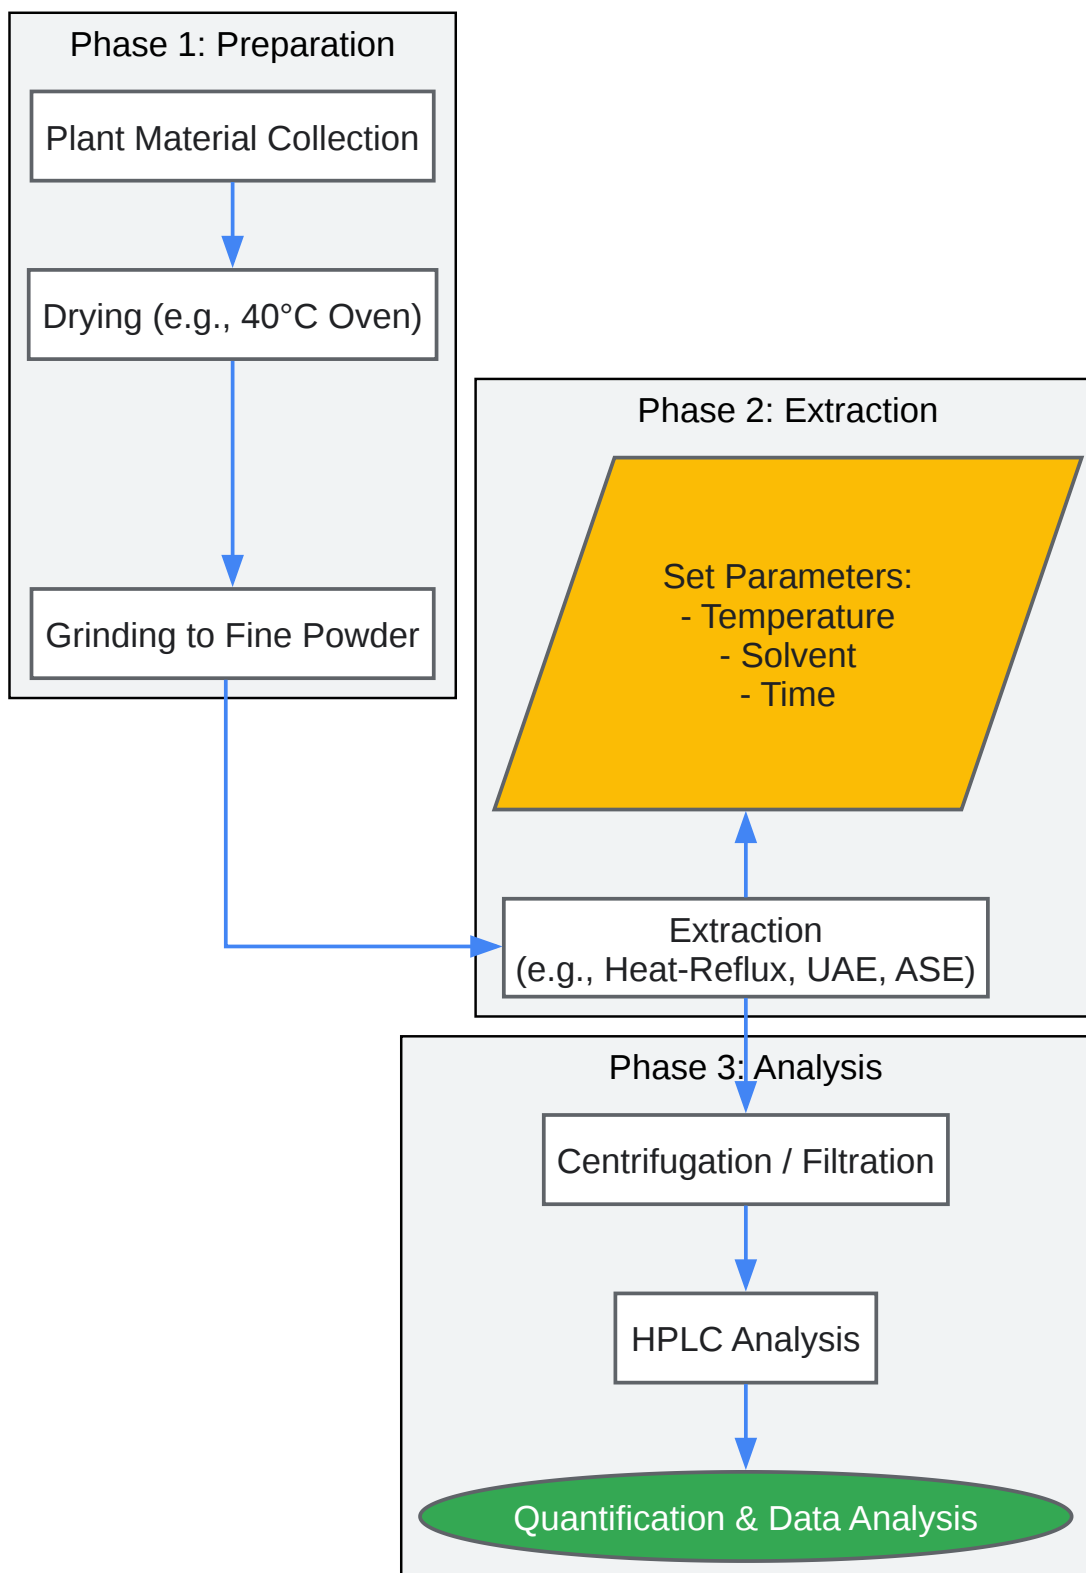 Phase 1: Preparation
Plant Material Collection
Drying (e.g., 40°C Oven)
Grinding to Fine Powder
Phase 2: Extraction
Set Parameters:
- Temperature
- Solvent
- Time
Extraction
(e.g., Heat-Reflux, UAE, ASE)
Phase 3: Analysis
Centrifugation / Filtration
HPLC Analysis
Quantification & Data Analysis